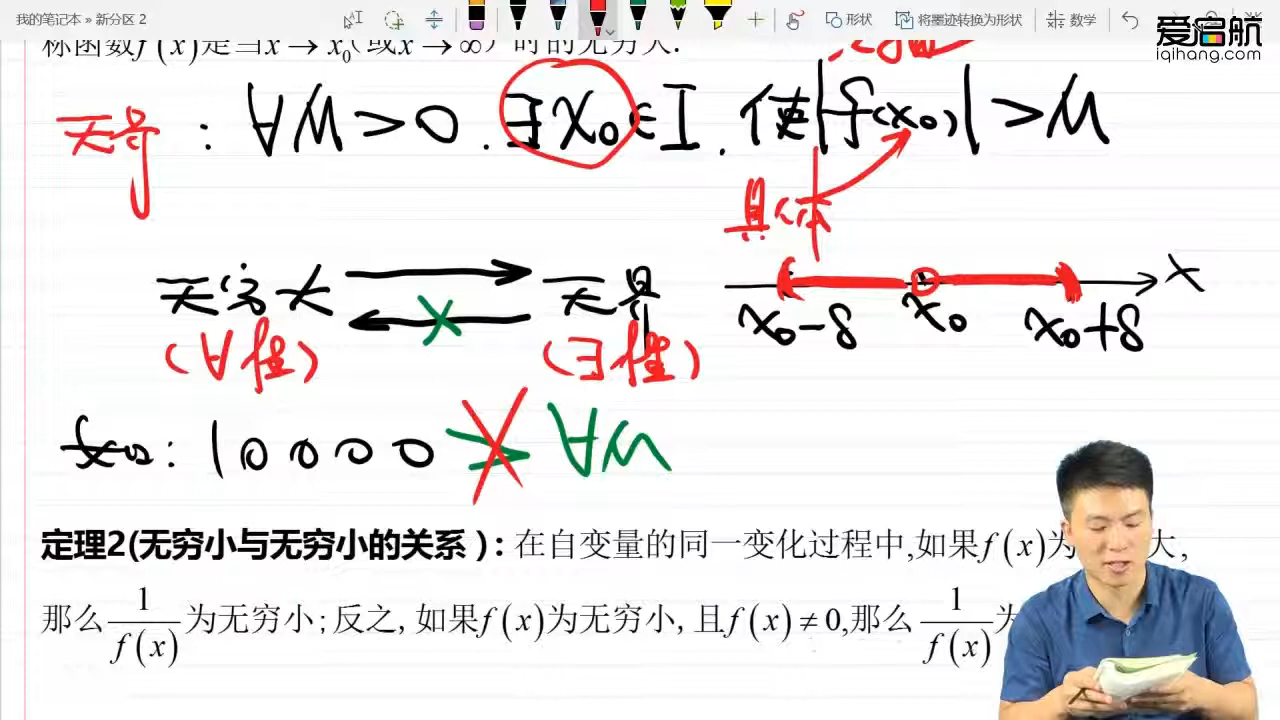 我的笔记本 » 新分区 2
形状 将墨迹转换为形状 数学
爱启航
iqihang.com
称函数f(x)是当x→x₀(或x→∞)时的无穷大.
无界: ∀M>0. ∃x₀∈I. 使|f(x₀)|>M
具体
无穷大 → 无界
x₀-δ x₀ x₀+δ x
(∀性) (∃性)
如: 10000 ∀M
定理2(无穷小与无穷小的关系): 在自变量的同一变化过程中,如果f(x)为 大,
那么 1/f(x) 为无穷小;反之, 如果f(x)为无穷小, 且f(x)≠0,那么 1/f(x) 为